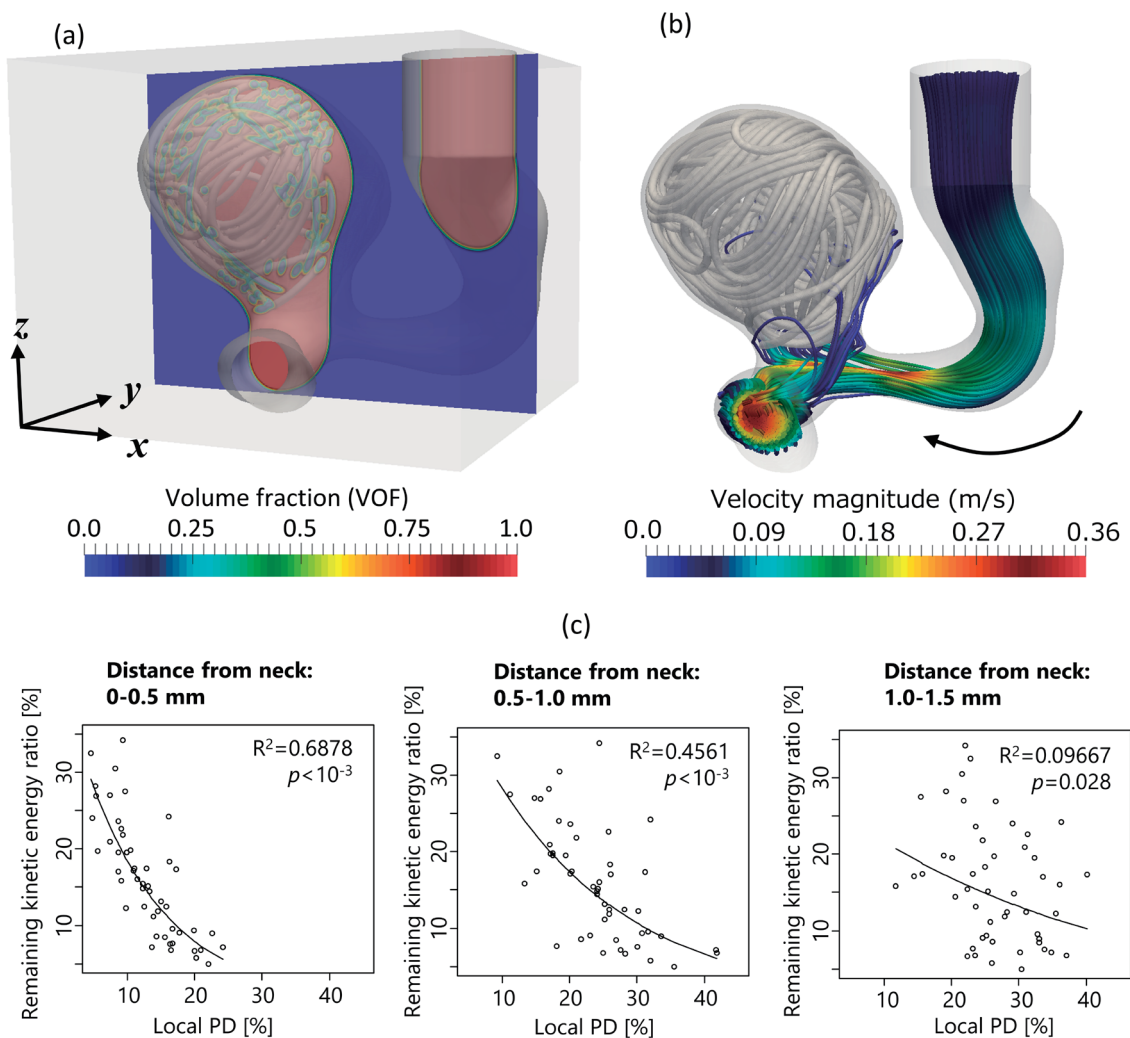 (a)
z
y
x
Volume fraction (VOF)
0.0 0.25 0.5 0.75 1.0
(b)
Velocity magnitude (m/s)
0.0 0.09 0.18 0.27 0.36
(c)
Distance from neck:
0-0.5 mm
Remaining kinetic energy ratio [%]
10 20 30
R²=0.6878
p<10⁻³
10 20 30 40
Local PD [%]
Distance from neck:
0.5-1.0 mm
Remaining kinetic energy ratio [%]
10 20 30
R²=0.4561
p<10⁻³
10 20 30 40
Local PD [%]
Distance from neck:
1.0-1.5 mm
Remaining kinetic energy ratio [%]
10 20 30
R²=0.09667
p=0.028
10 20 30 40
Local PD [%]